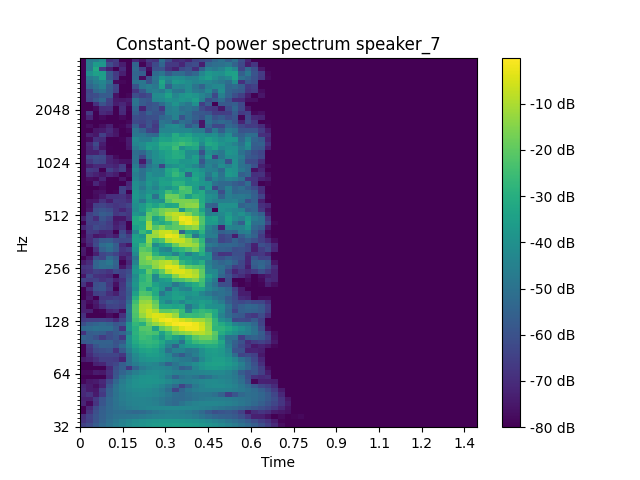 Constant-Q power spectrum speaker_7
Hz
2048
1024
512
256
128
64
32
0 0.15 0.3 0.45 0.6 0.75 0.9 1.1 1.2 1.4
Time
-10 dB
-20 dB
-30 dB
-40 dB
-50 dB
-60 dB
-70 dB
-80 dB